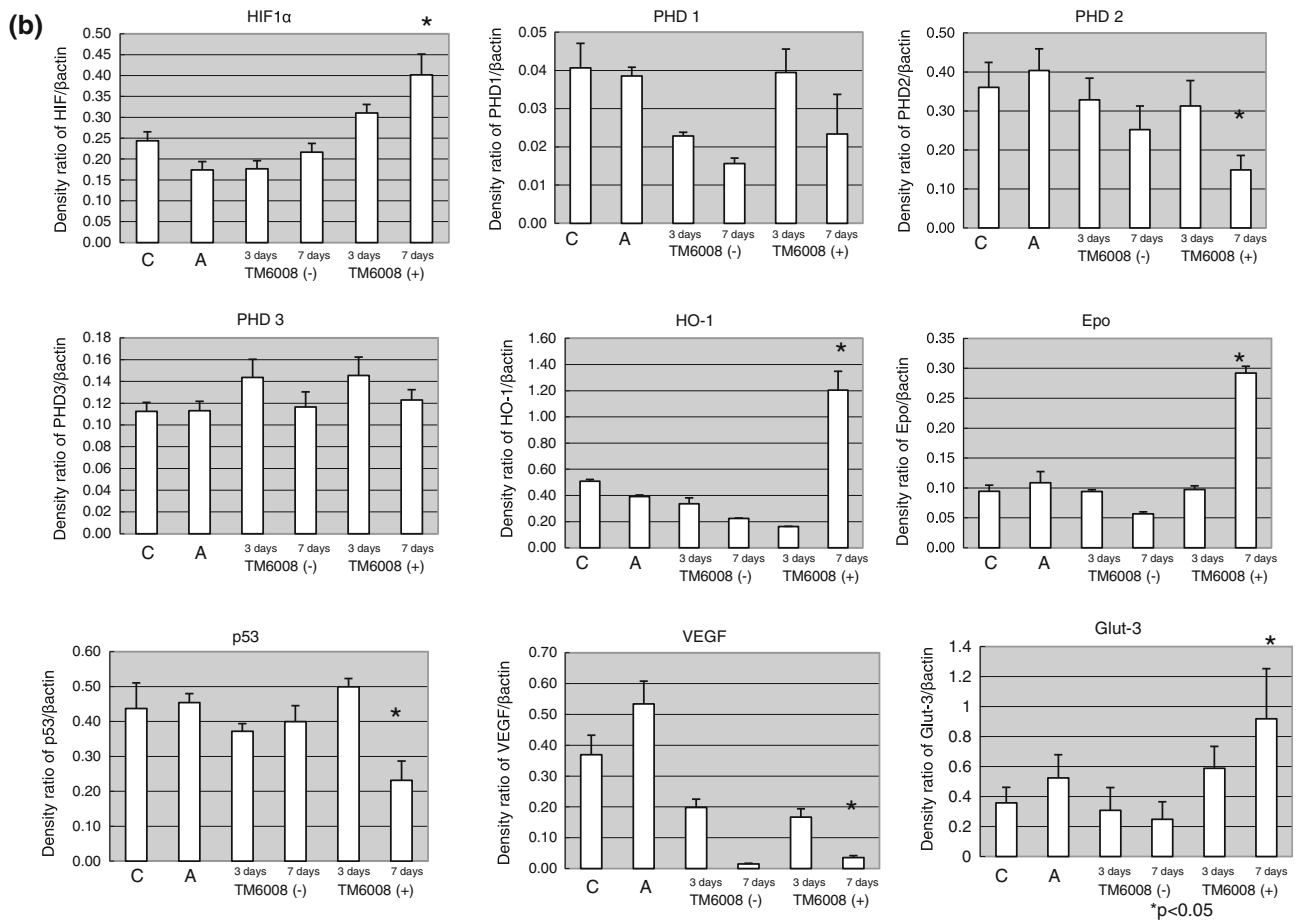 (b)
HIF1α
*
Density ratio of HIF/βactin
0.50
0.45
0.40
0.35
0.30
0.25
0.20
0.15
0.10
0.05
0.00
C A 3 days 7 days 3 days 7 days
TM6008 (-) TM6008 (+)
PHD 1
Density ratio of PHD1/βactin
0.05
0.04
0.03
0.02
0.01
0.00
C A 3 days 7 days 3 days 7 days
TM6008 (-) TM6008 (+)
PHD 2
*
Density ratio of PHD2/βactin
0.50
0.40
0.30
0.20
0.10
0.00
C A 3 days 7 days 3 days 7 days
TM6008 (-) TM6008 (+)
PHD 3
Density ratio of PHD3/βactin
0.18
0.16
0.14
0.12
0.10
0.08
0.06
0.04
0.02
0.00
C A 3 days 7 days 3 days 7 days
TM6008 (-) TM6008 (+)
HO-1
*
Density ratio of HO-1/βactin
1.60
1.40
1.20
1.00
0.80
0.60
0.40
0.20
0.00
C A 3 days 7 days 3 days 7 days
TM6008 (-) TM6008 (+)
Epo
*
Density ratio of Epo/βactin
0.35
0.30
0.25
0.20
0.15
0.10
0.05
0.00
C A 3 days 7 days 3 days 7 days
TM6008 (-) TM6008 (+)
p53
*
Density ratio of p53/βactin
0.60
0.50
0.40
0.30
0.20
0.10
0.00
C A 3 days 7 days 3 days 7 days
TM6008 (-) TM6008 (+)
VEGF
*
Density ratio of VEGF/βactin
0.70
0.60
0.50
0.40
0.30
0.20
0.10
0.00
C A 3 days 7 days 3 days 7 days
TM6008 (-) TM6008 (+)
Glut-3
*
Density ratio of Glut-3/βactin
1.4
1.2
1
0.8
0.6
0.4
0.2
0
C A 3 days 7 days 3 days 7 days
TM6008 (-) TM6008 (+)
*p<0.05